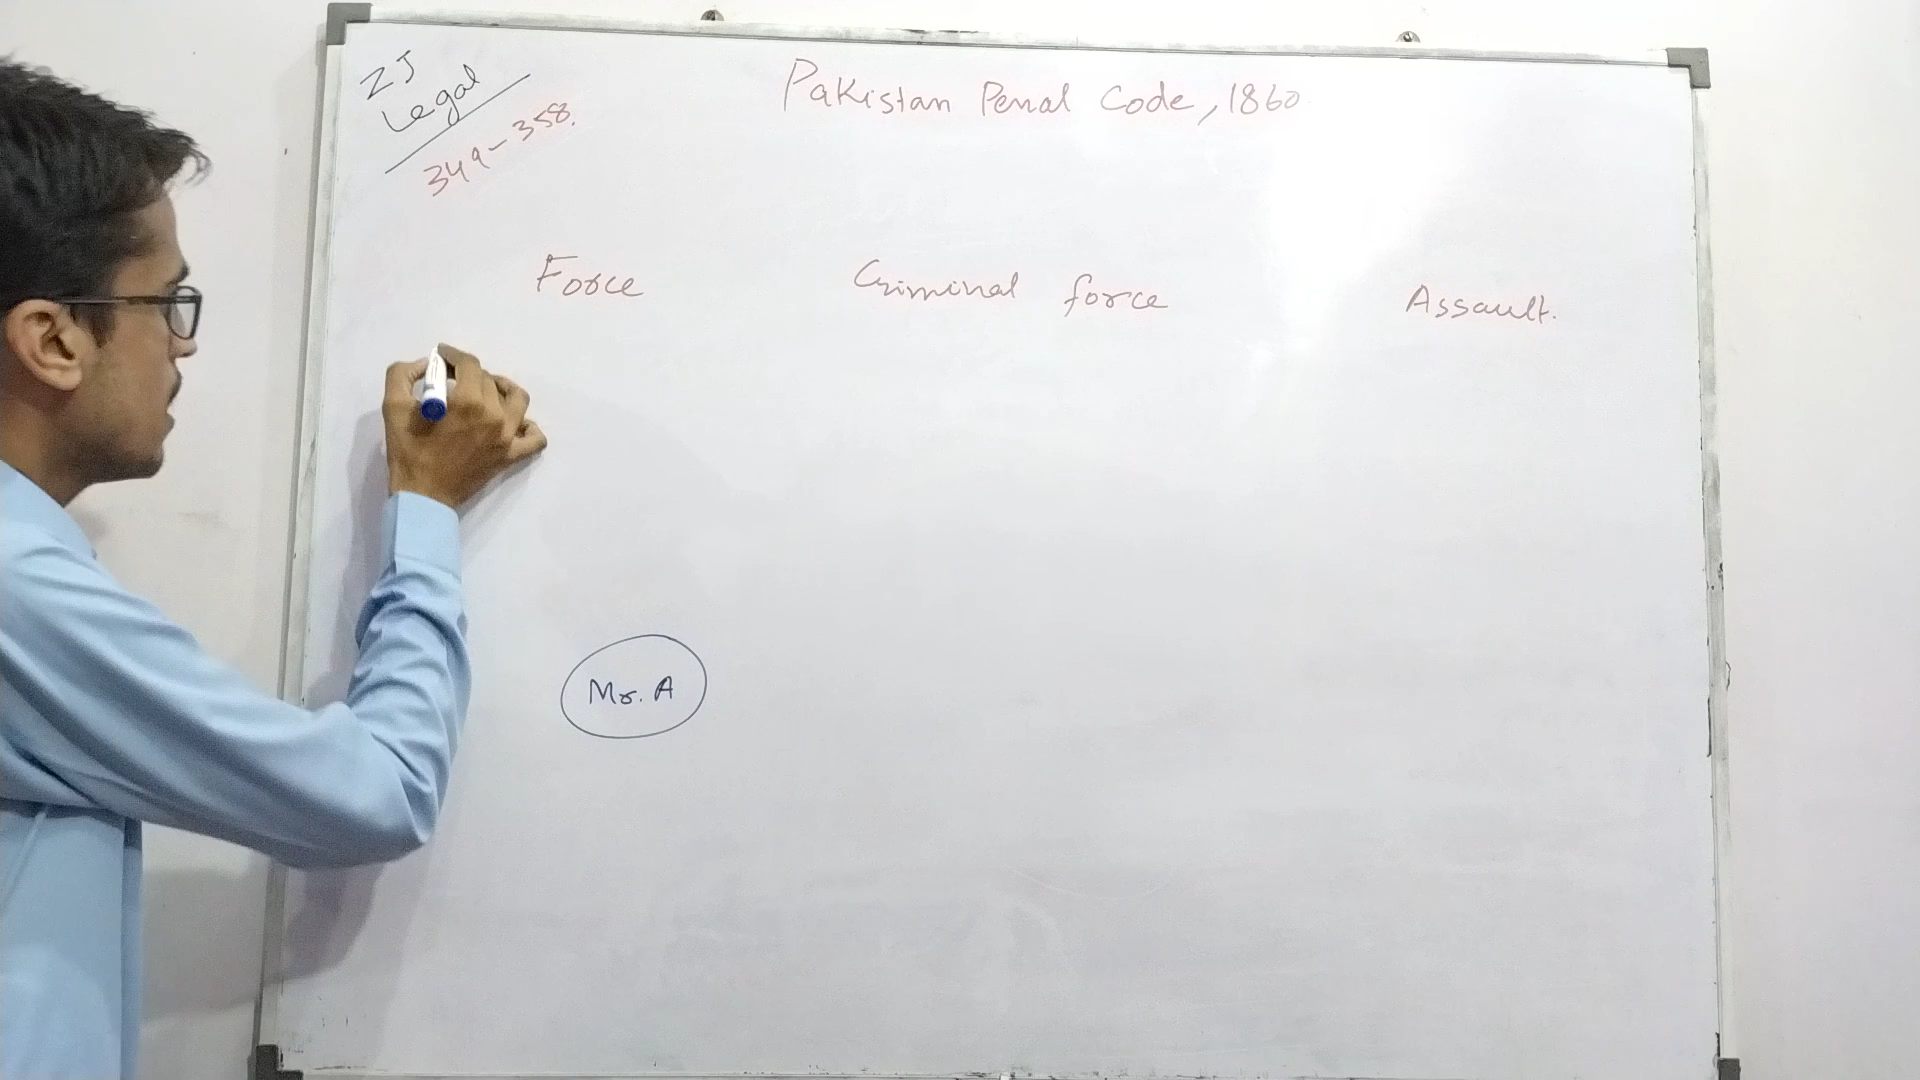 ZJ
Legal
349-358.
Pakistan Penal Code, 1860
Force
Criminal force
Assault.
Mr. A